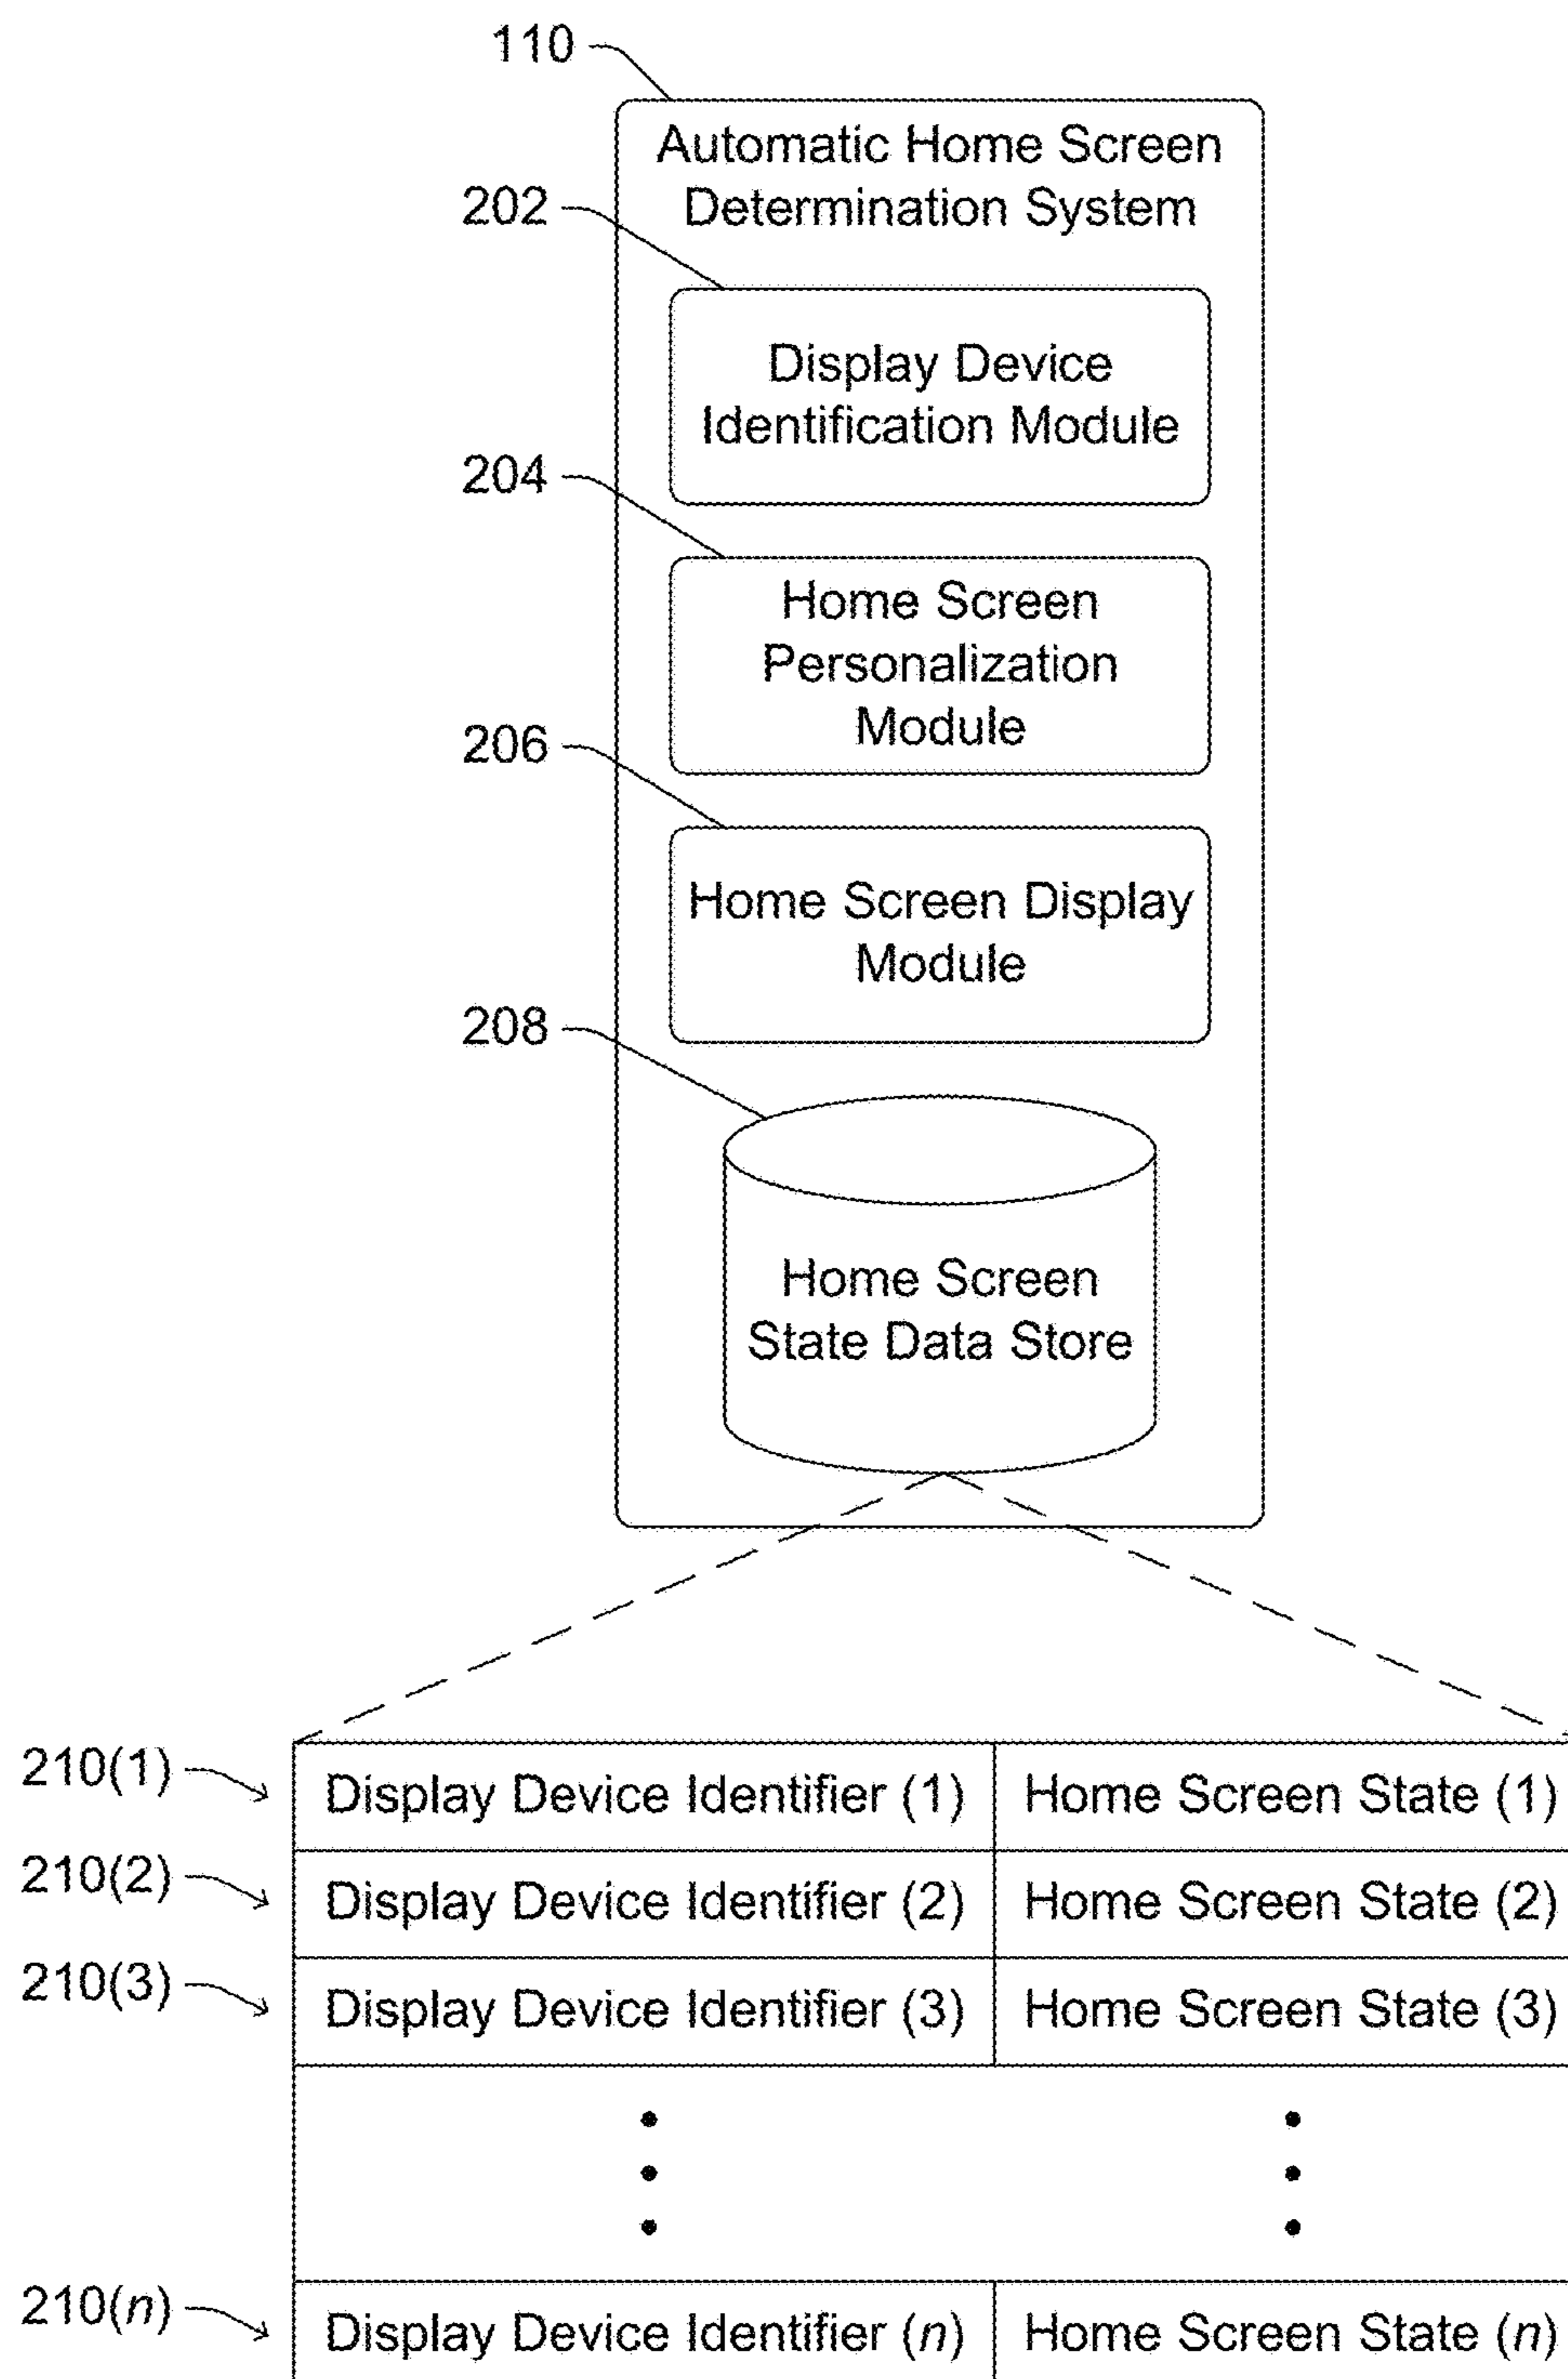 110
Automatic Home Screen
Determination System
202
Display Device
Identification Module
204
Home Screen
Personalization
Module
206
Home Screen Display
Module
208
Home Screen
State Data Store
210(1)
Display Device Identifier (1)
Home Screen State (1)
210(2)
Display Device Identifier (2)
Home Screen State (2)
210(3)
Display Device Identifier (3)
Home Screen State (3)
210(n)
Display Device Identifier (n)
Home Screen State (n)